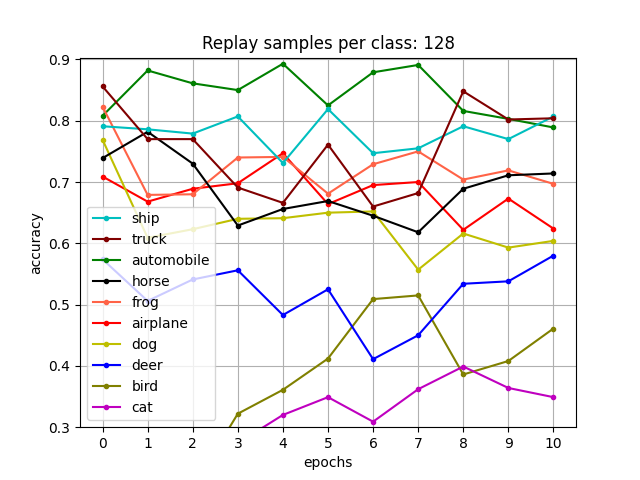 Replay samples per class: 128
0.9
0.8
0.7
0.6
0.5
0.4
0.3
accuracy
ship
truck
automobile
horse
frog
airplane
dog
deer
bird
cat
0 1 2 3 4 5 6 7 8 9 10
epochs